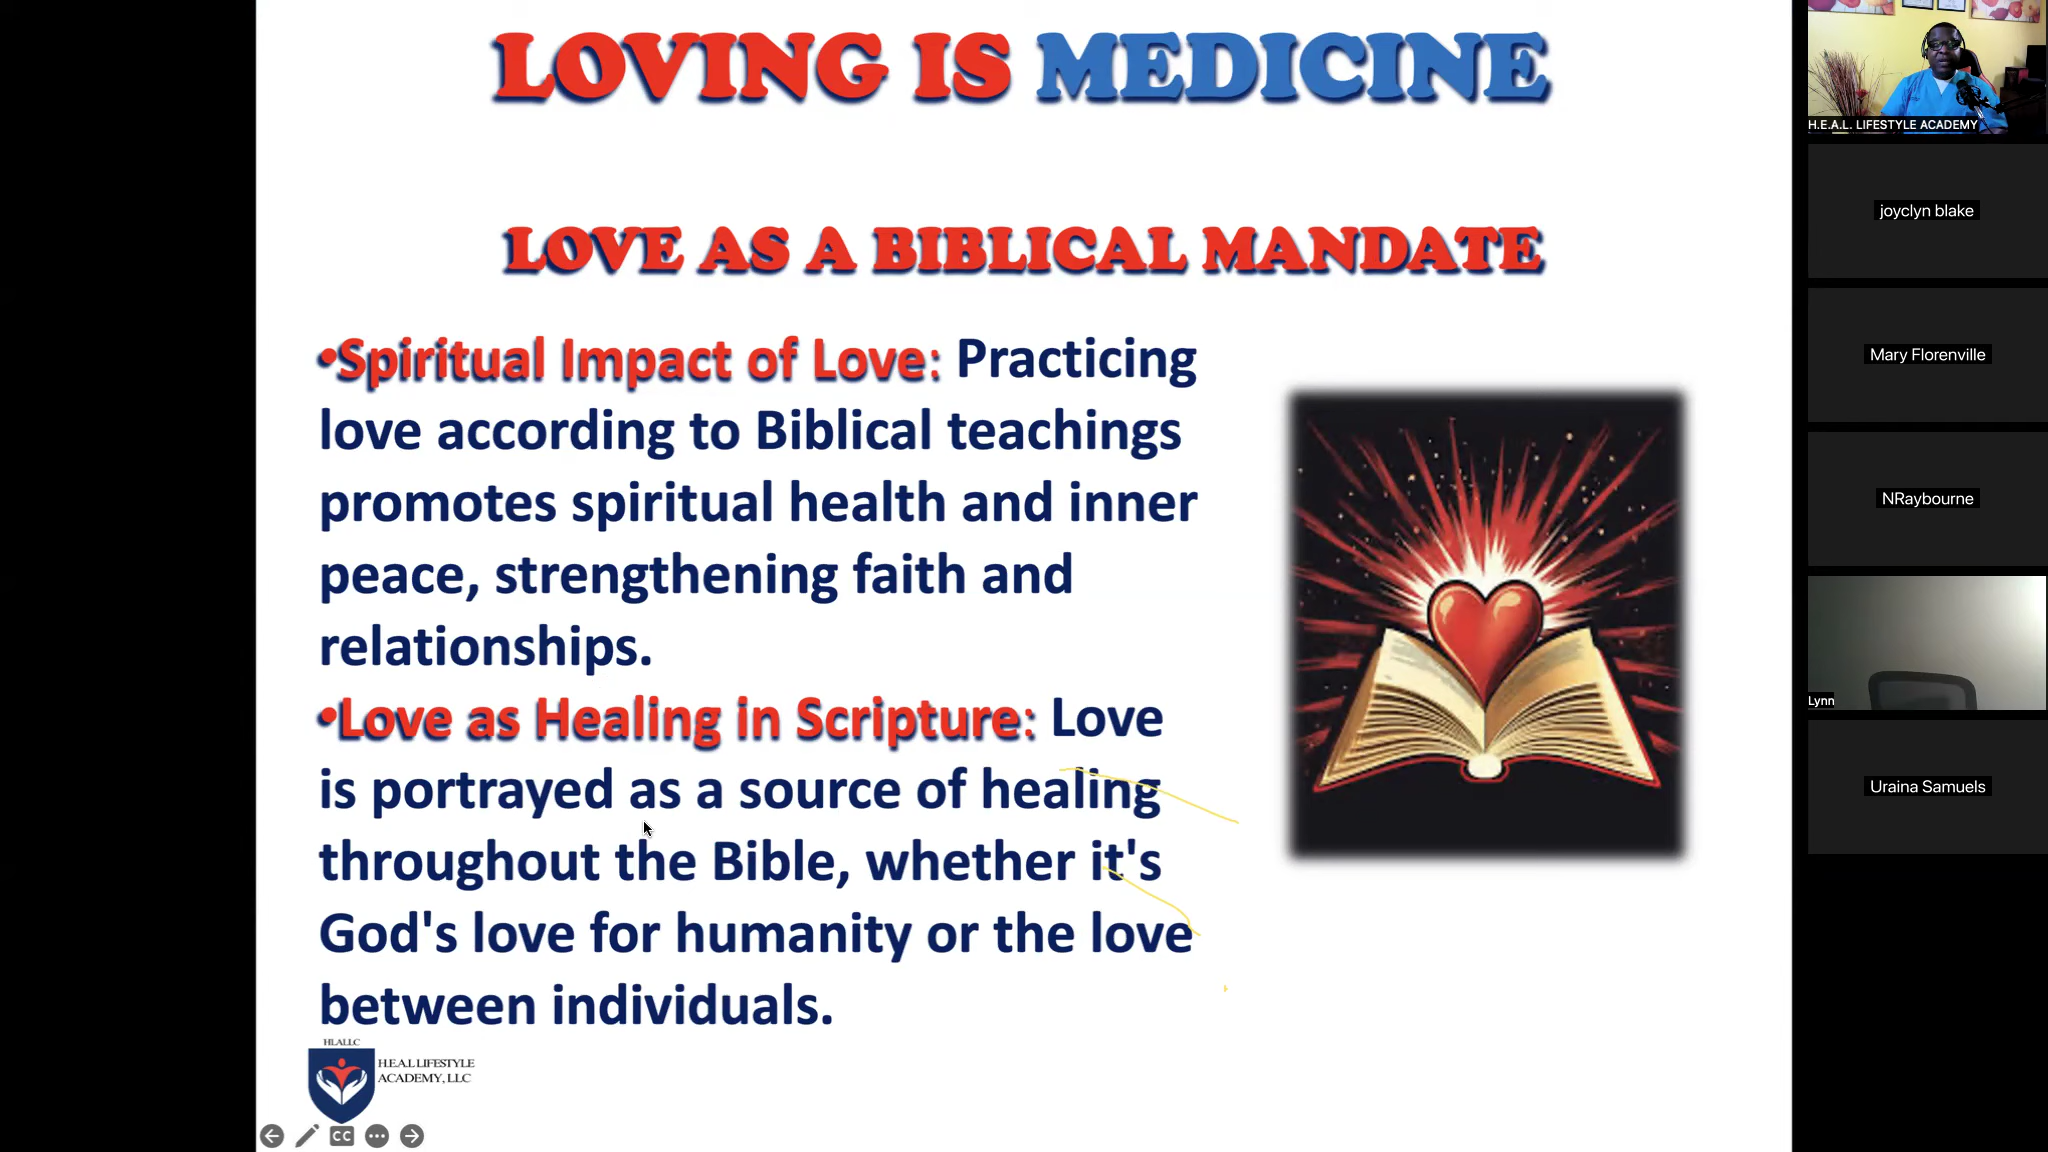 LOVING IS MEDICINE
LOVE AS A BIBLICAL MANDATE
•Spiritual Impact of Love: Practicing
love according to Biblical teachings
promotes spiritual health and inner
peace, strengthening faith and
relationships.
•Love as Healing in Scripture: Love
is portrayed as a source of healing
throughout the Bible, whether it's
God's love for humanity or the love
between individuals.
HLALLC
H.E.A.L LIFESTYLE
ACADEMY, LLC
CC
H.E.A.L. LIFESTYLE ACADEMY
joyclyn blake
Mary Florenville
NRaybourne
Lynn
Uraina Samuels